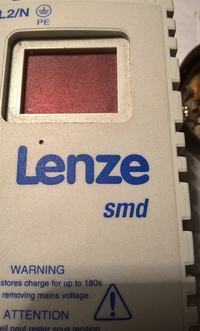 L2/N
PE
Lenze
smd
WARNING
stores charge for up to 180s
removing mains voltage.
ATTENTION
eil peut rester sous tension